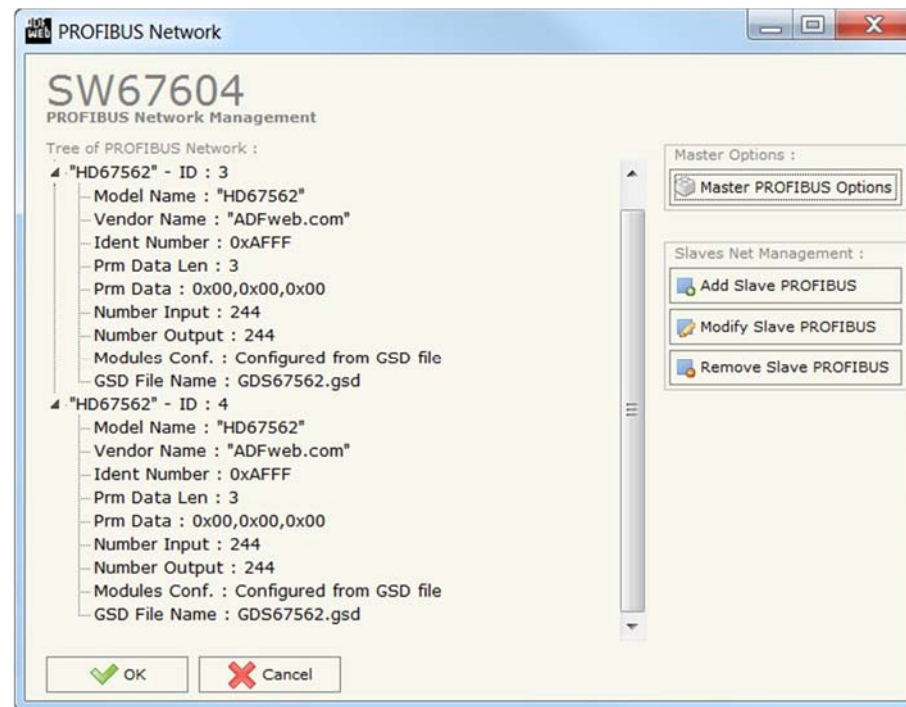 ADF
WEB PROFIBUS Network
SW67604
PROFIBUS Network Management
Tree of PROFIBUS Network :
"HD67562" - ID : 3
Model Name : "HD67562"
Vendor Name : "ADFweb.com"
Ident Number : 0xAFFF
Prm Data Len : 3
Prm Data : 0x00,0x00,0x00
Number Input : 244
Number Output : 244
Modules Conf. : Configured from GSD file
GSD File Name : GDS67562.gsd
"HD67562" - ID : 4
Model Name : "HD67562"
Vendor Name : "ADFweb.com"
Ident Number : 0xAFFF
Prm Data Len : 3
Prm Data : 0x00,0x00,0x00
Number Input : 244
Number Output : 244
Modules Conf. : Configured from GSD file
GSD File Name : GDS67562.gsd
Master Options :
Master PROFIBUS Options
Slaves Net Management :
Add Slave PROFIBUS
Modify Slave PROFIBUS
Remove Slave PROFIBUS
OK
Cancel